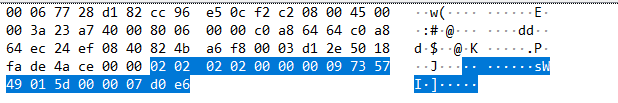 00 06 77 28 d1 82 cc 96 e5 0c f2 c2 08 00 45 00 ··w(···· ······E·
00 3a 23 a7 40 00 80 06 00 00 c0 a8 64 64 c0 a8 ·:#·@··· ····dd··
64 ec 24 ef 08 40 82 4b a6 f8 00 03 d1 2e 50 18 d·$··@·K ·····.P·
fa de 4a ce 00 00 02 02 02 02 00 00 00 09 73 57 ··J····· ······sW
49 01 5d 00 00 07 d0 e6 I·]·····